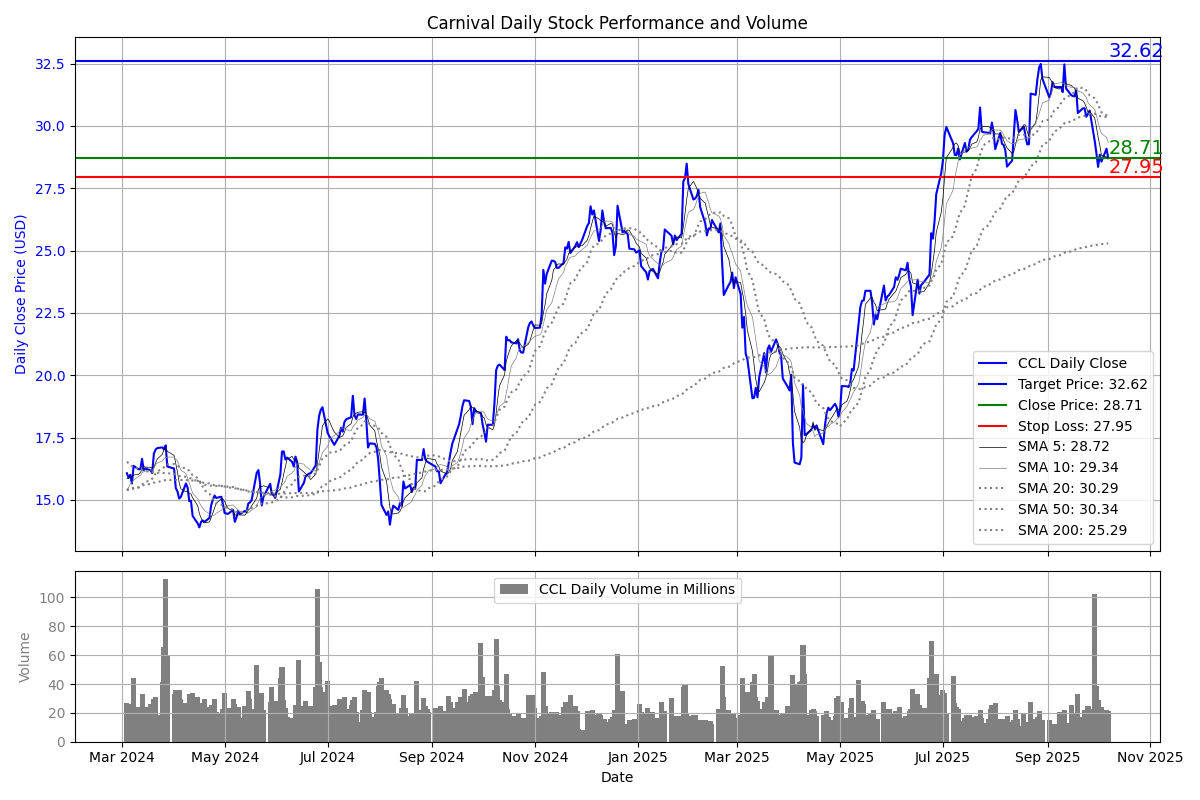 Carnival Daily Stock Performance and Volume
32.62
28.71
27.95
Daily Close Price (USD)
32.5
30.0
27.5
25.0
22.5
20.0
17.5
15.0
CCL Daily Close
Target Price: 32.62
Close Price: 28.71
Stop Loss: 27.95
SMA 5: 28.72
SMA 10: 29.34
SMA 20: 30.29
SMA 50: 30.34
SMA 200: 25.29
CCL Daily Volume in Millions
Volume
100
80
60
40
20
0
Mar 2024 May 2024 Jul 2024 Sep 2024 Nov 2024 Jan 2025 Mar 2025 May 2025 Jul 2025 Sep 2025 Nov 2025
Date